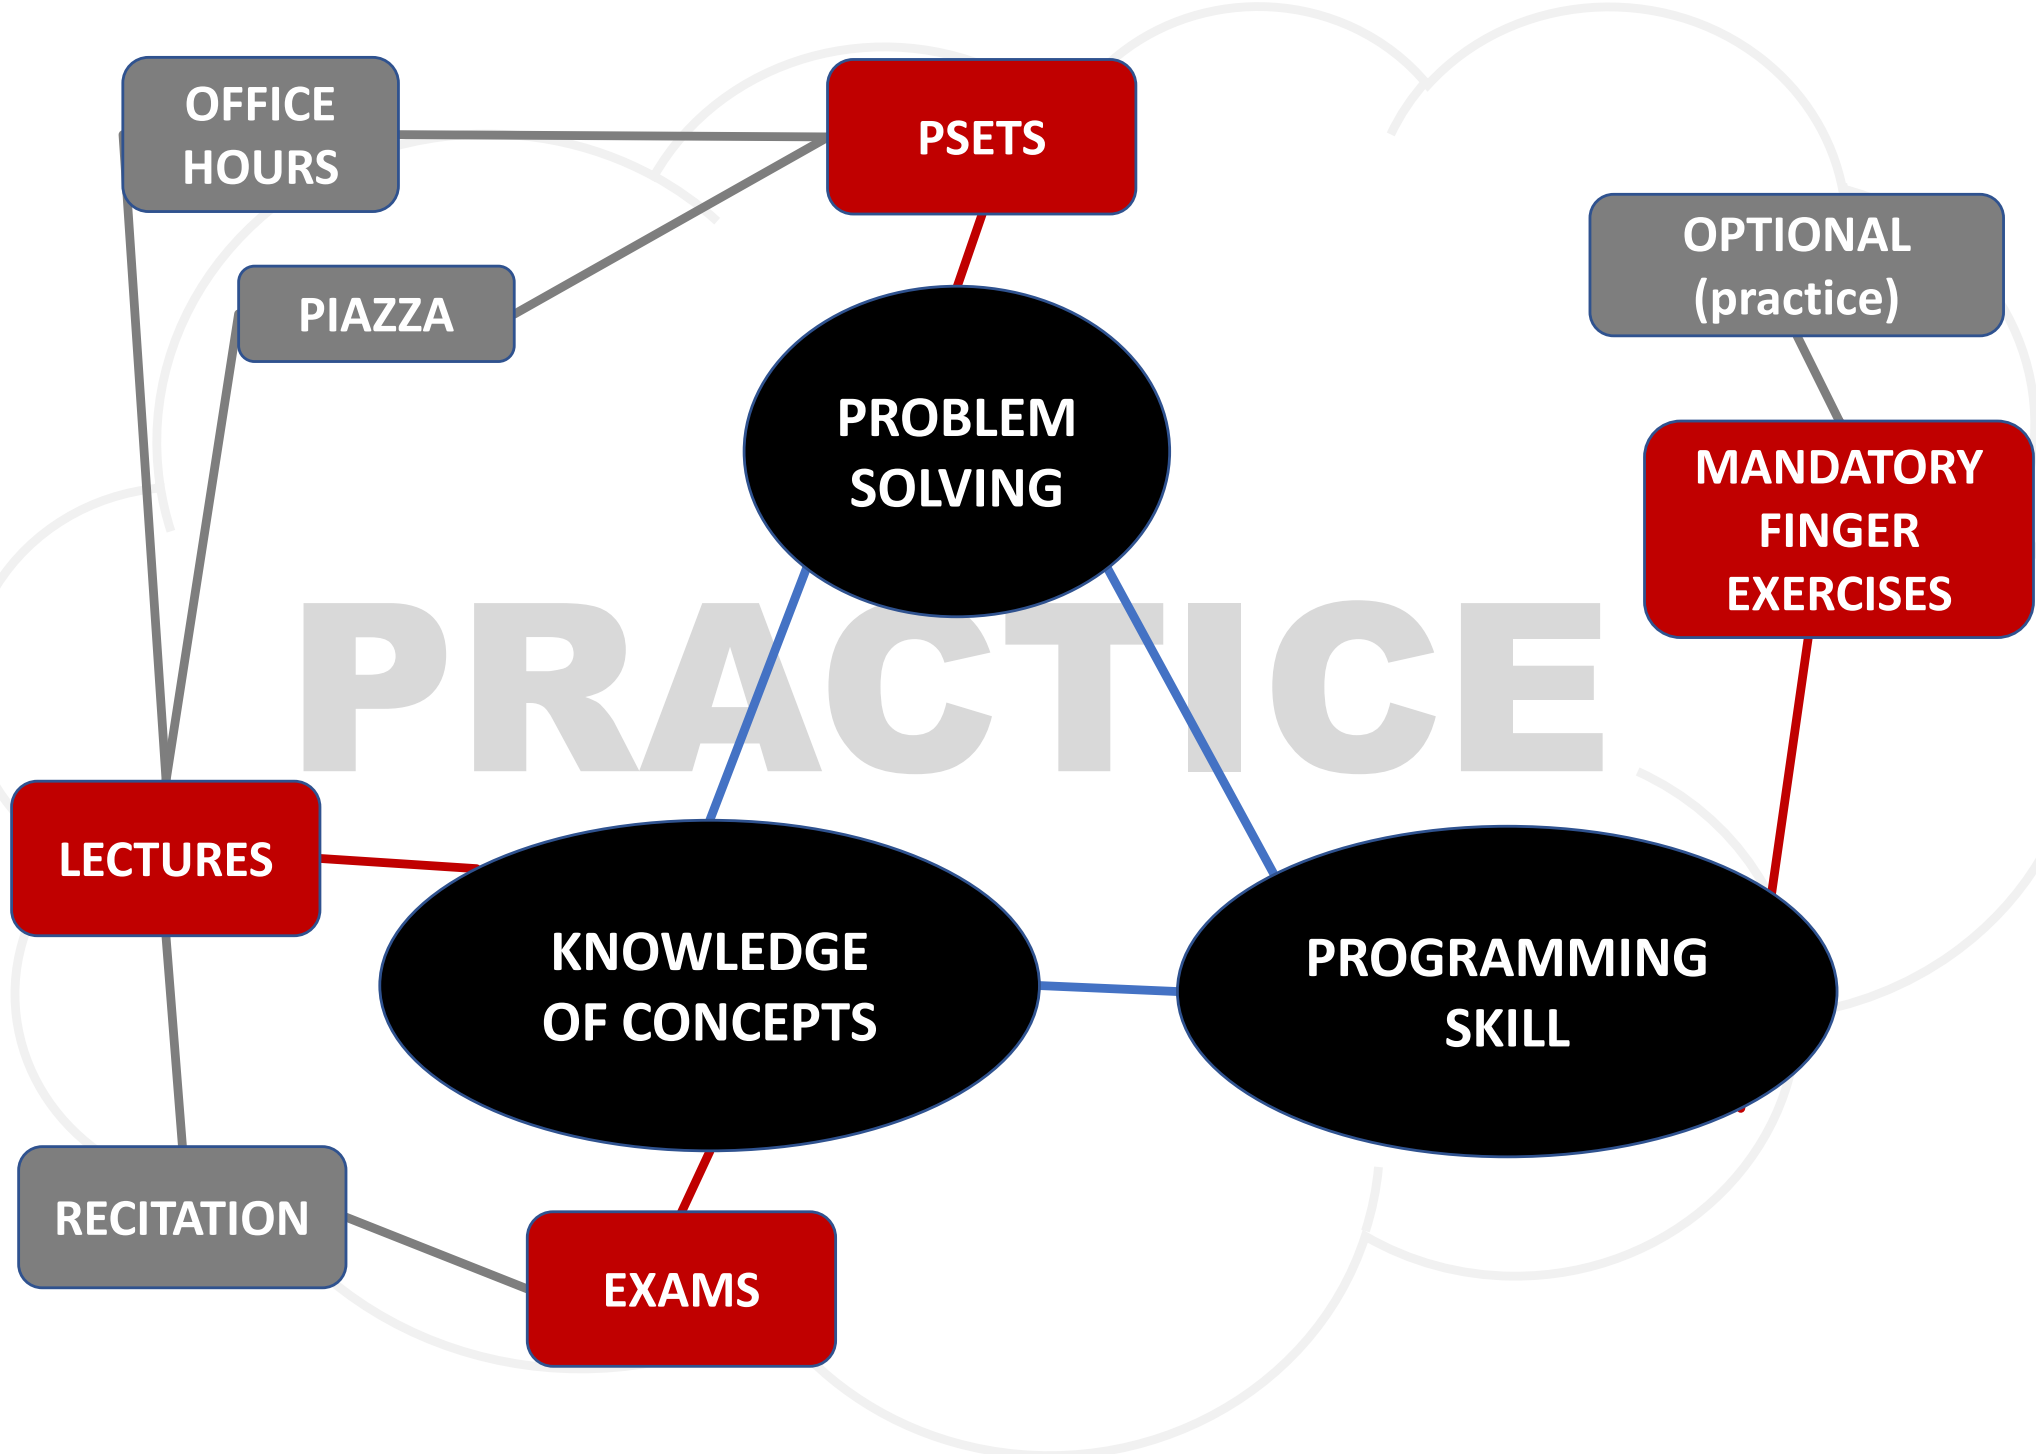 OFFICE
HOURS
PSETS
OPTIONAL
(practice)
PIAZZA
PROBLEM
SOLVING
MANDATORY
FINGER
EXERCISES
PRACTICE
LECTURES
KNOWLEDGE
OF CONCEPTS
PROGRAMMING
SKILL
RECITATION
EXAMS